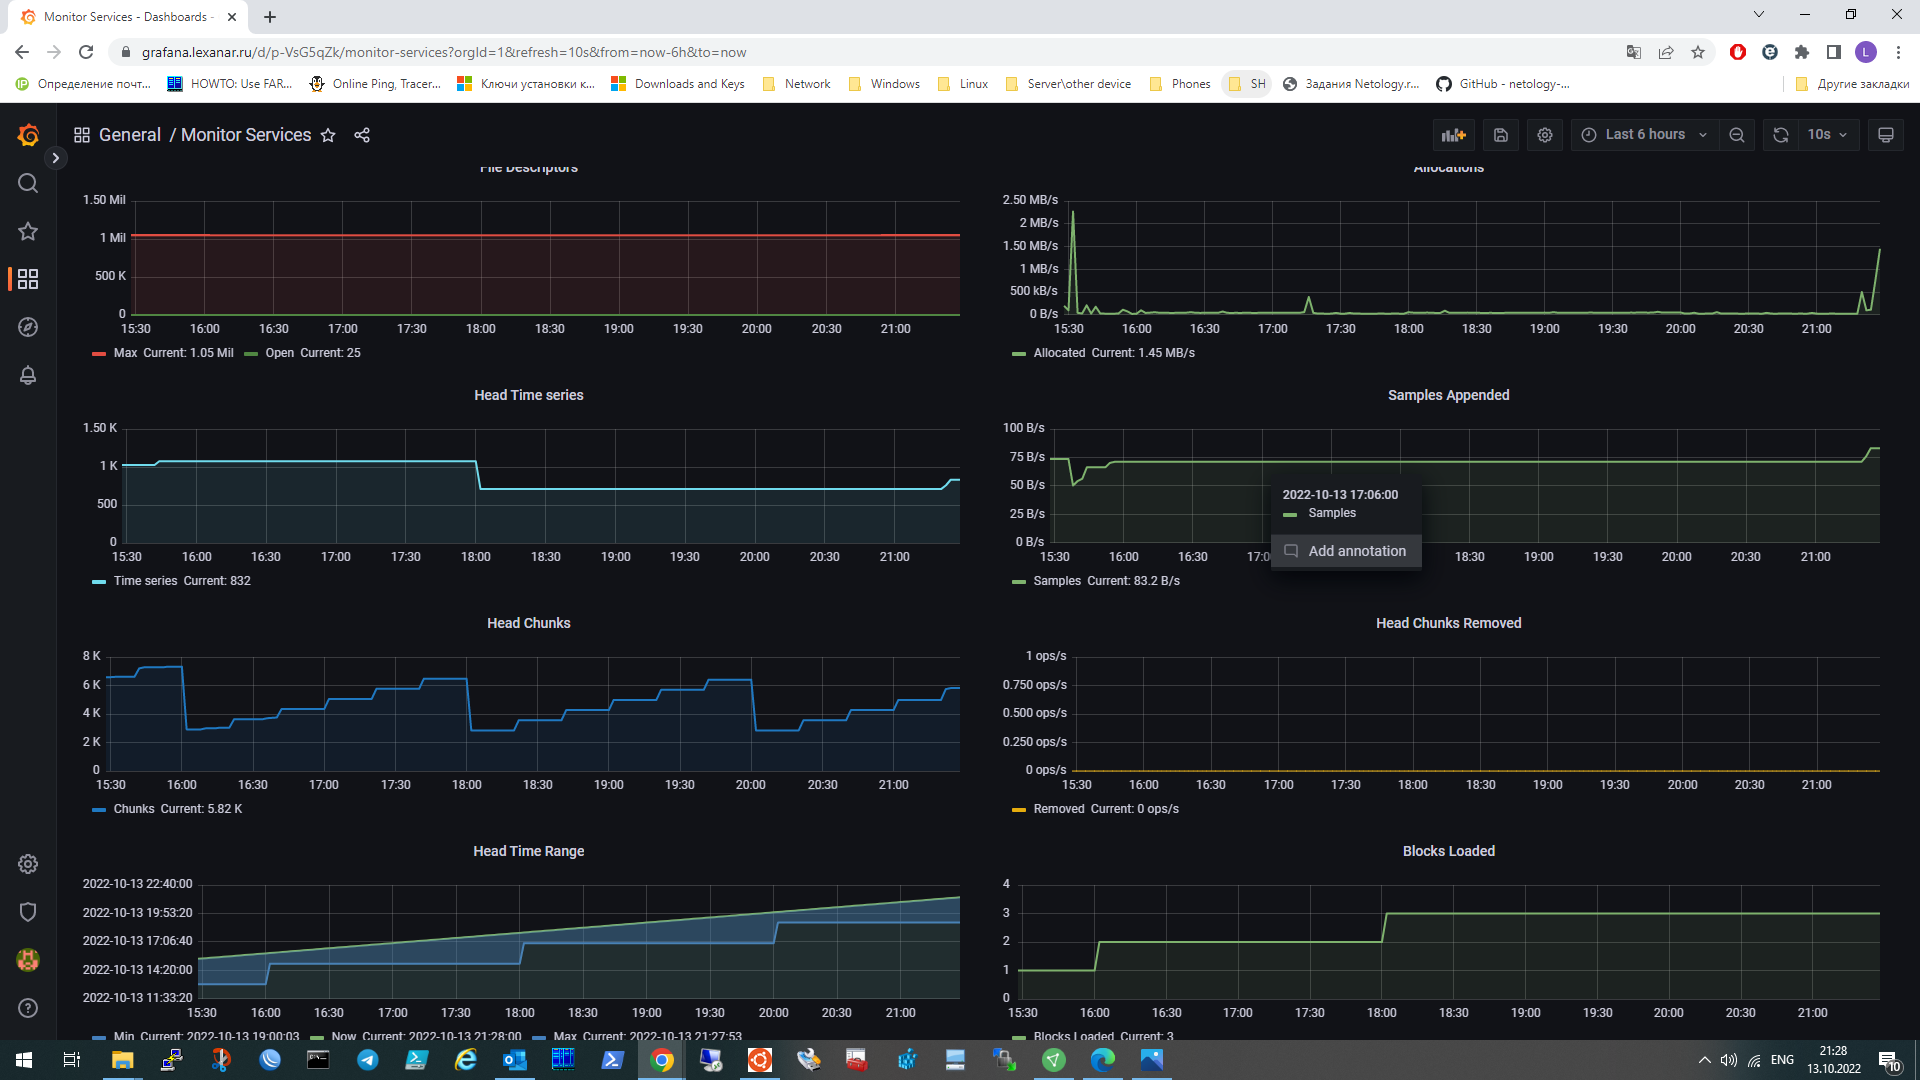 Monitor Services - Dashboards -
grafana.lexanar.ru/d/p-VsG5qZk/monitor-services?orgId=1&refresh=10s&from=now-6h&to=now
L
Определение почт...
HOWTO: Use FAR...
Online Ping, Tracer...
Ключи установки к...
Downloads and Keys
Network
Windows
Linux
Server\other device
Phones
SH
Задания Netology.r...
GitHub - netology-...
Другие закладки
General / Monitor Services
Last 6 hours
10s
File Descriptors
1.50 Mil
1 Mil
500 K
0
15:30 16:00 16:30 17:00 17:30 18:00 18:30 19:00 19:30 20:00 20:30 21:00
Max Current: 1.05 Mil Open Current: 25
Allocations
2.50 MB/s
2 MB/s
1.50 MB/s
1 MB/s
500 kB/s
0 B/s
15:30 16:00 16:30 17:00 17:30 18:00 18:30 19:00 19:30 20:00 20:30 21:00
Allocated Current: 1.45 MB/s
Head Time series
1.50 K
1 K
500
0
15:30 16:00 16:30 17:00 17:30 18:00 18:30 19:00 19:30 20:00 20:30 21:00
Time series Current: 832
Samples Appended
100 B/s
75 B/s
50 B/s
25 B/s
0 B/s
15:30 16:00 16:30 17:0 18:30 19:00 19:30 20:00 20:30 21:00
2022-10-13 17:06:00
Samples
Add annotation
Samples Current: 83.2 B/s
Head Chunks
8 K
6 K
4 K
2 K
0
15:30 16:00 16:30 17:00 17:30 18:00 18:30 19:00 19:30 20:00 20:30 21:00
Chunks Current: 5.82 K
Head Chunks Removed
1 ops/s
0.750 ops/s
0.500 ops/s
0.250 ops/s
0 ops/s
15:30 16:00 16:30 17:00 17:30 18:00 18:30 19:00 19:30 20:00 20:30 21:00
Removed Current: 0 ops/s
Head Time Range
2022-10-13 22:40:00
2022-10-13 19:53:20
2022-10-13 17:06:40
2022-10-13 14:20:00
2022-10-13 11:33:20
15:30 16:00 16:30 17:00 17:30 18:00 18:30 19:00 19:30 20:00 20:30 21:00
Min Current: 2022-10-13 19:00:03 Now Current: 2022-10-13 21:28:00 Max Current: 2022-10-13 21:27:53
Blocks Loaded
4
3
2
1
0
15:30 16:00 16:30 17:00 17:30 18:00 18:30 19:00 19:30 20:00 20:30 21:00
Blocks Loaded Current: 3
ENG
21:28
13.10.2022
10